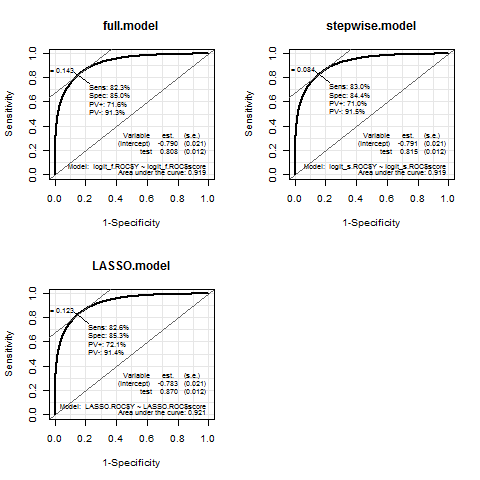 full.model
Sensitivity
0.0 0.2 0.4 0.6 0.8 1.0
= 0.143
Sens: 82.3%
Spec: 85.0%
PV+: 71.6%
PV-: 91.3%
Variable est. (s.e.)
(Intercept) -0.790 (0.021)
test 0.808 (0.012)
Model: logit_f.ROC$Y ~ logit_f.ROC$score
Area under the curve: 0.919
0.0 0.2 0.4 0.6 0.8 1.0
1-Specificity
stepwise.model
Sensitivity
0.0 0.2 0.4 0.6 0.8 1.0
= 0.084
Sens: 83.0%
Spec: 84.4%
PV+: 71.0%
PV-: 91.5%
Variable est. (s.e.)
(Intercept) -0.791 (0.021)
test 0.815 (0.012)
Model: logit_s.ROC$Y ~ logit_s.ROC$score
Area under the curve: 0.919
0.0 0.2 0.4 0.6 0.8 1.0
1-Specificity
LASSO.model
Sensitivity
0.0 0.2 0.4 0.6 0.8 1.0
= 0.123
Sens: 82.6%
Spec: 85.3%
PV+: 72.1%
PV-: 91.4%
Variable est. (s.e.)
(Intercept) -0.783 (0.021)
test 0.870 (0.012)
Model: LASSO.ROC$Y ~ LASSO.ROC$score
Area under the curve: 0.921
0.0 0.2 0.4 0.6 0.8 1.0
1-Specificity